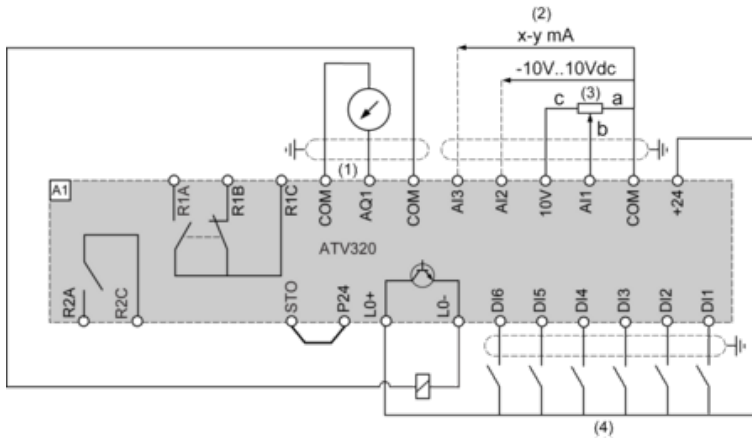 (2)
x-y mA
-10V..10Vdc
c (3) a
b
(1)
A1
R1A
R1B
R1C
COM
AQ1
COM
AI3
AI2
10V
AI1
COM
+24
ATV320
R2A
R2C
STO
P24
L0+
L0-
DI6
DI5
DI4
DI3
DI2
DI1
(4)